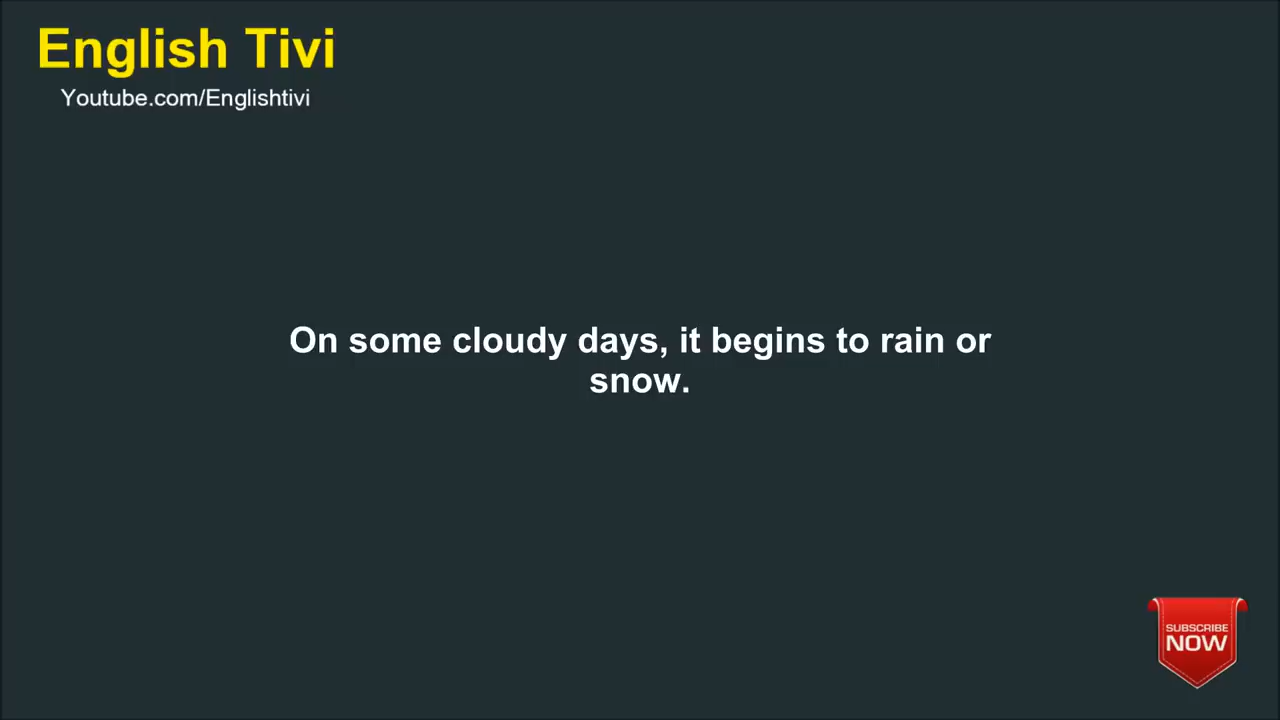 English Tivi
Youtube.com/Englishtivi
On some cloudy days, it begins to rain or
snow.
SUBSCRIBE
NOW